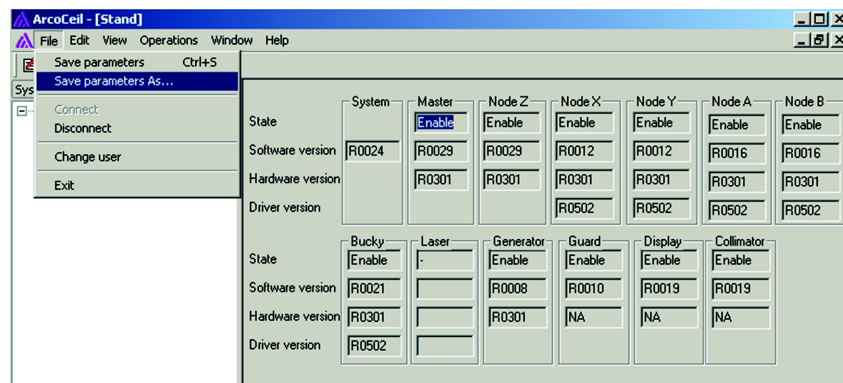 ArcoCeil - [Stand]
File Edit View Operations Window Help
Save parameters Ctrl+S
Save parameters As...
Connect
Disconnect
Change user
Exit
Sys
System Master Node Z Node X Node Y Node A Node B
State Enable Enable Enable Enable Enable Enable
Software version R0024 R0029 R0029 R0012 R0012 R0016 R0016
Hardware version R0301 R0301 R0301 R0301 R0301 R0301
Driver version R0502 R0502 R0502 R0502
Bucky Laser Generator Guard Display Collimator
State Enable - Enable Enable Enable Enable
Software version R0021 R0008 R0010 R0019 R0019
Hardware version R0301 R0301 NA NA NA
Driver version R0502